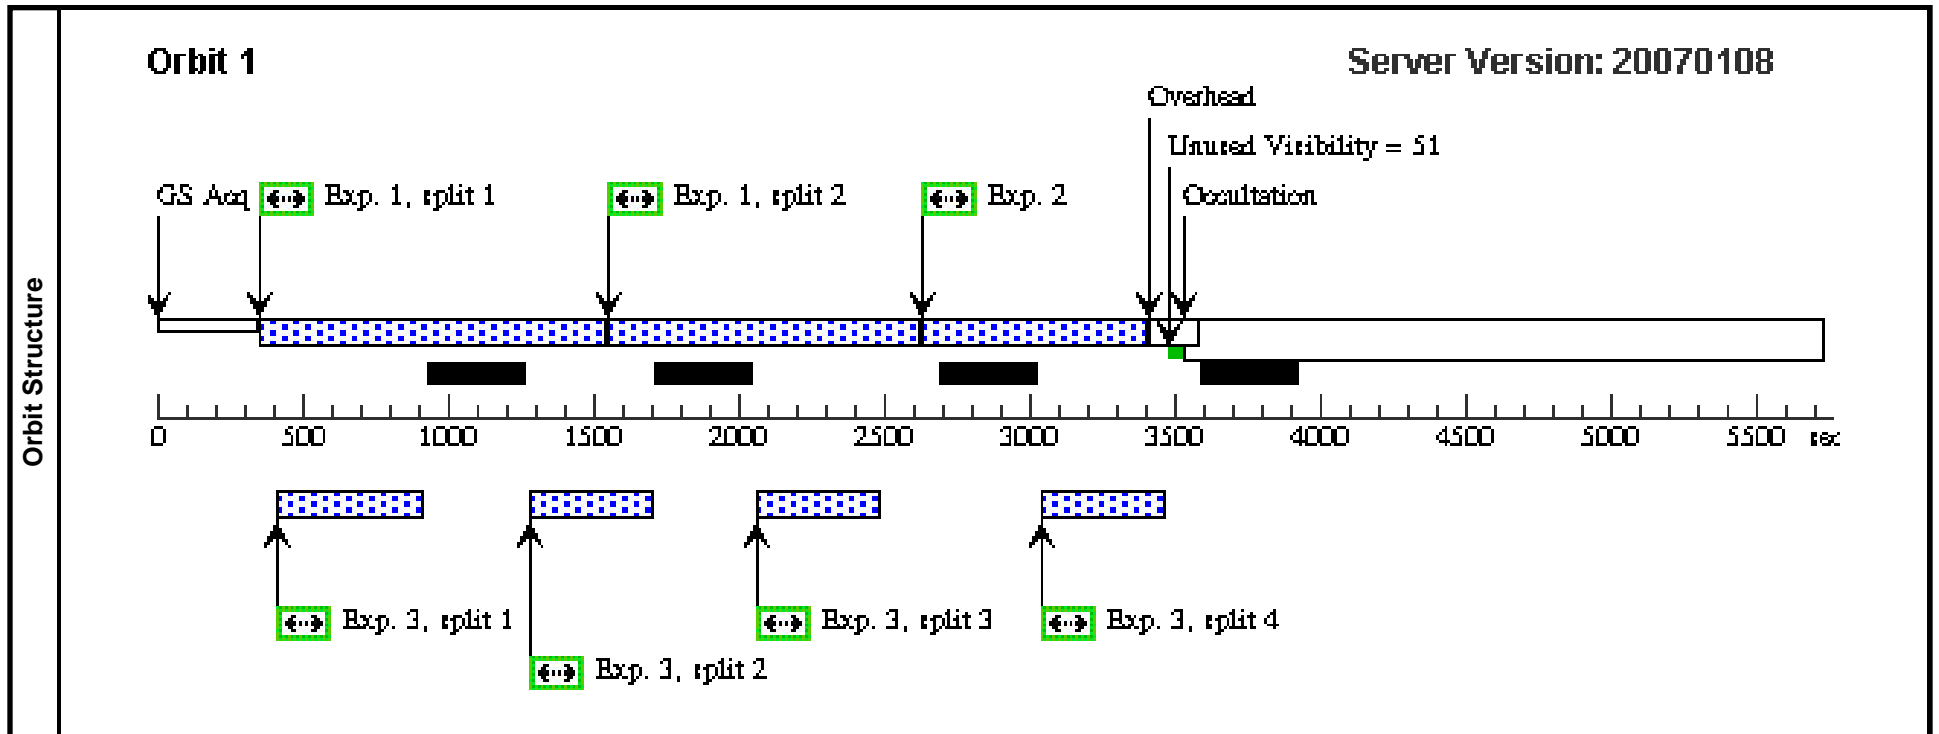 Orbit 1
Server Version: 20070108
Overhead
Unused Visibility = 51
GS Acq
Exp. 1, split 1
Exp. 1, split 2
Exp. 2
Occultation
Orbit Structure
0 500 1000 1500 2000 2500 3000 3500 4000 4500 5000 5500 sec
Exp. 3, split 1
Exp. 3, split 3
Exp. 3, split 4
Exp. 3, split 2